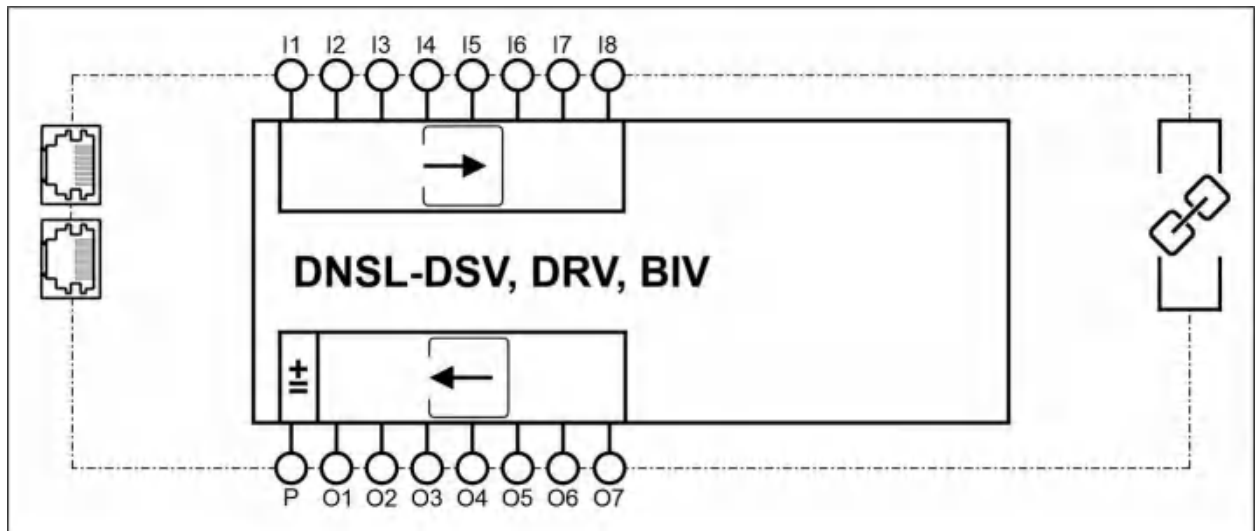 I1 I2 I3 I4 I5 I6 I7 I8
DNSL-DSV, DRV, BIV
P O1 O2 O3 O4 O5 O6 O7